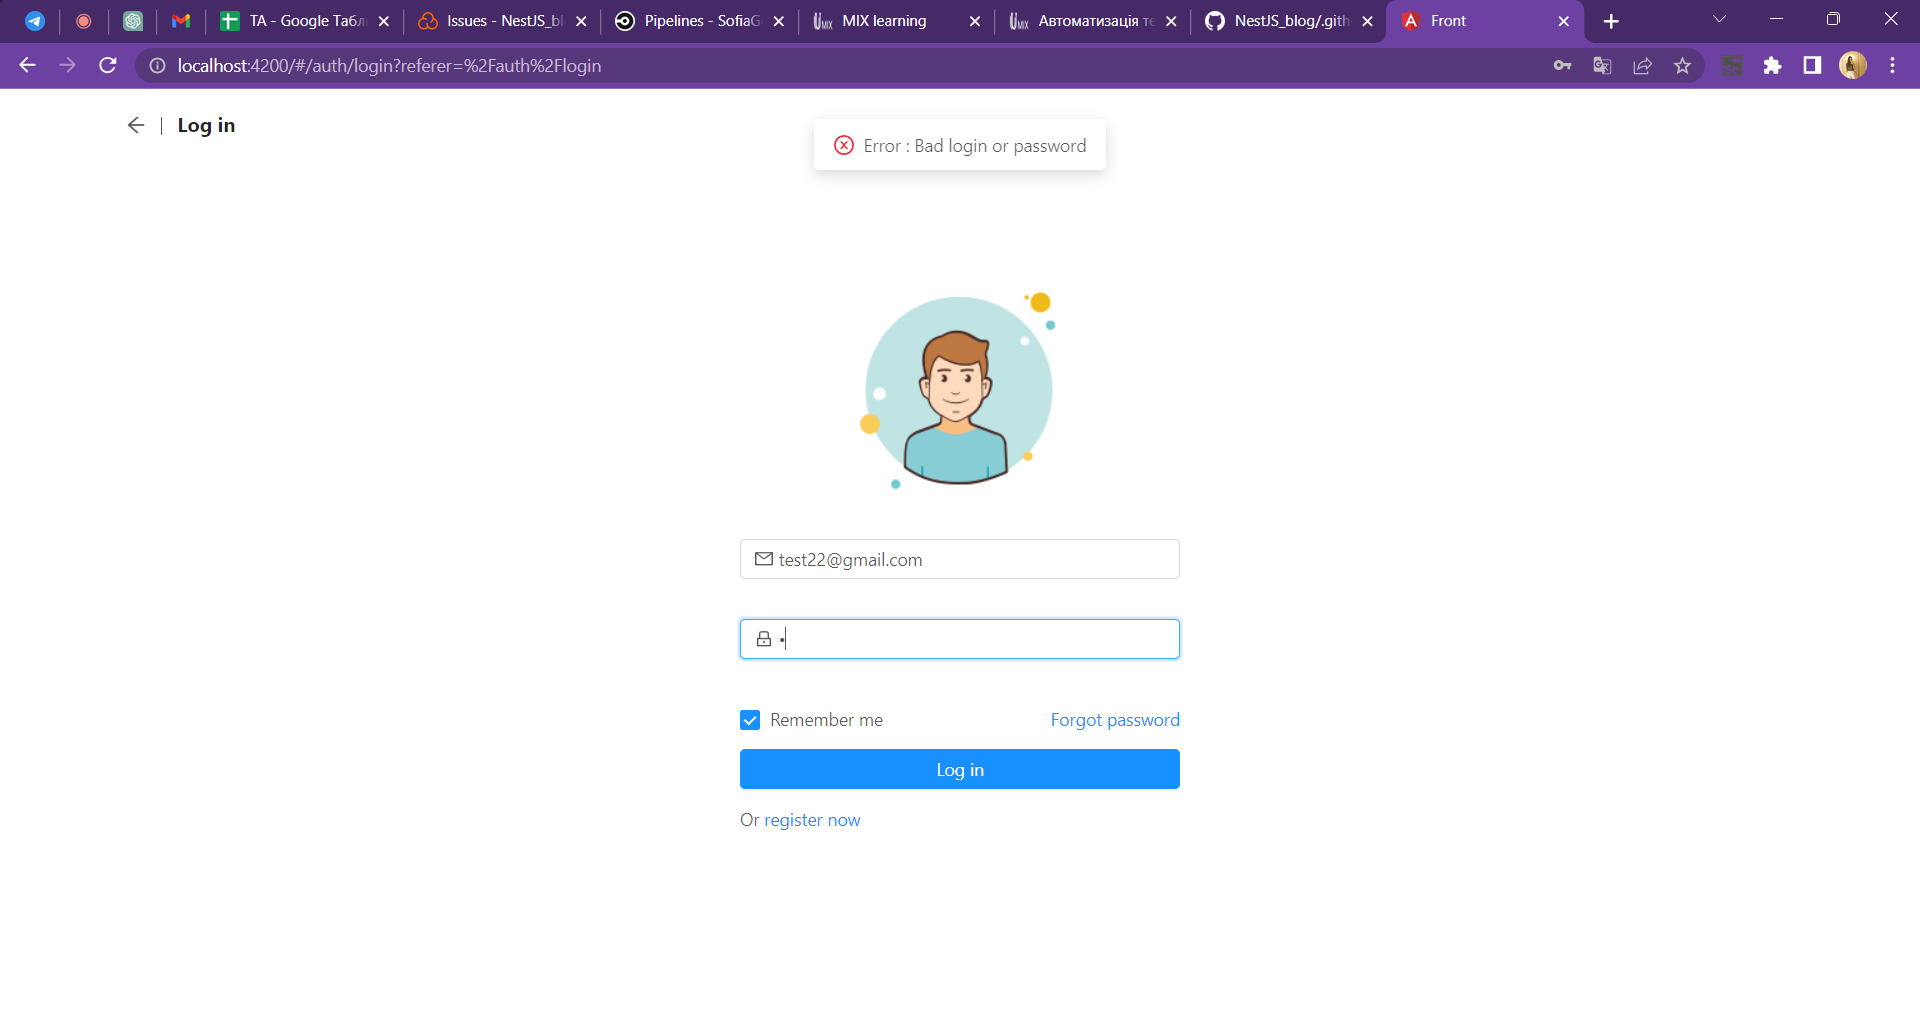 TA - Google Табл
Issues - NestJS_bl
Pipelines - SofiaG
MIX learning
Автоматизація те
NestJS_blog/.gith
Front
localhost:4200/#/auth/login?referer=%2Fauth%2Flogin
Log in
Error : Bad login or password
test22@gmail.com
Remember me
Forgot password
Log in
Or register now